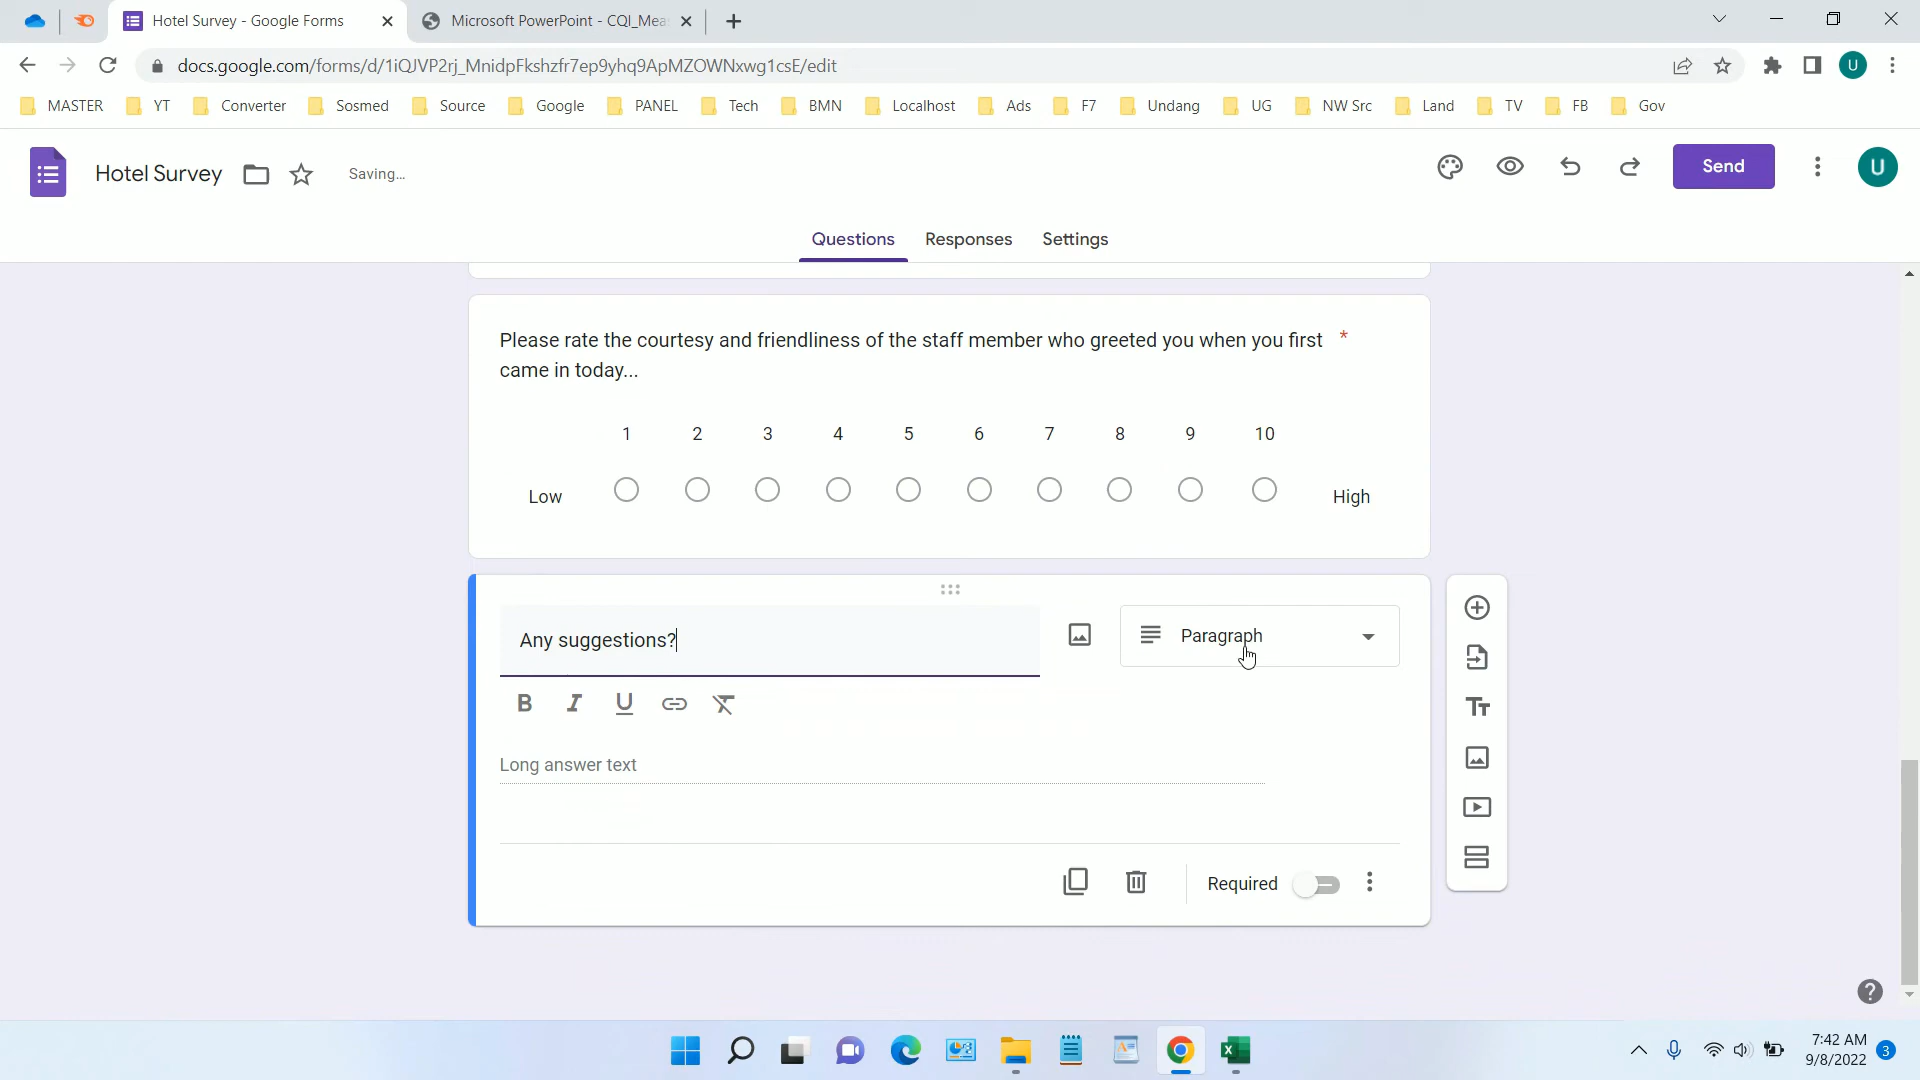 Hotel Survey - Google Forms
Microsoft PowerPoint - CQI_Mea
docs.google.com/forms/d/1iQJVP2rj_MnidpFkshzfr7ep9yhq9ApMZOWNxwg1csE/edit
U
MASTER YT Converter Sosmed Source Google PANEL Tech BMN Localhost Ads F7 Undang UG NW Src Land TV FB Gov
Hotel Survey
Saving...
Send
U
Questions Responses Settings
Please rate the courtesy and friendliness of the staff member who greeted you when you first *
came in today...
1 2 3 4 5 6 7 8 9 10
Low High
Any suggestions?
Paragraph
B I U
Tt
Long answer text
Required
7:42 AM
9/8/2022
3